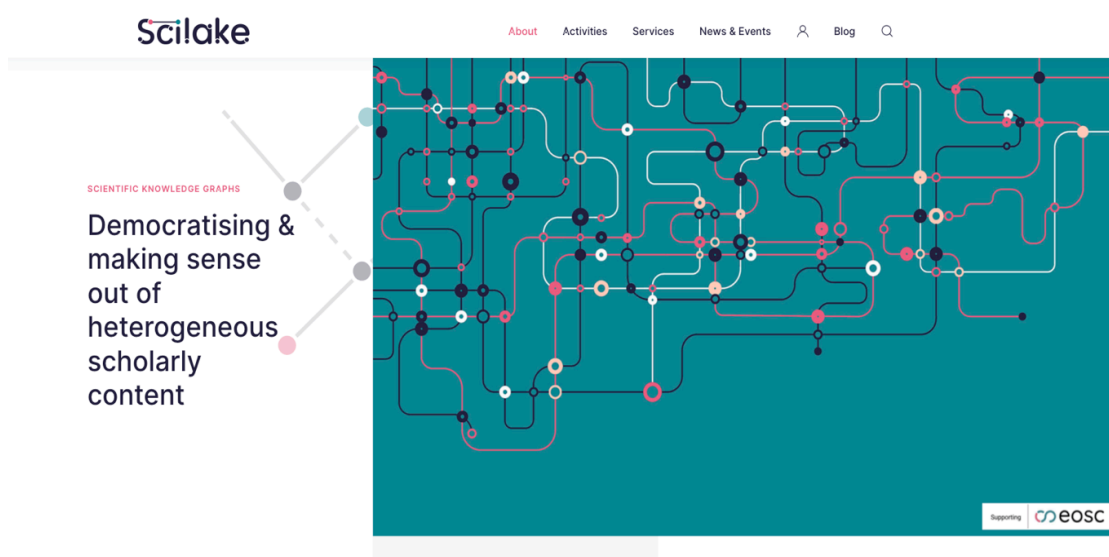 Scilake
About Activities Services News & Events Blog
SCIENTIFIC KNOWLEDGE GRAPHS
Democratising &
making sense
out of
heterogeneous
scholarly
content
Supporting eosc